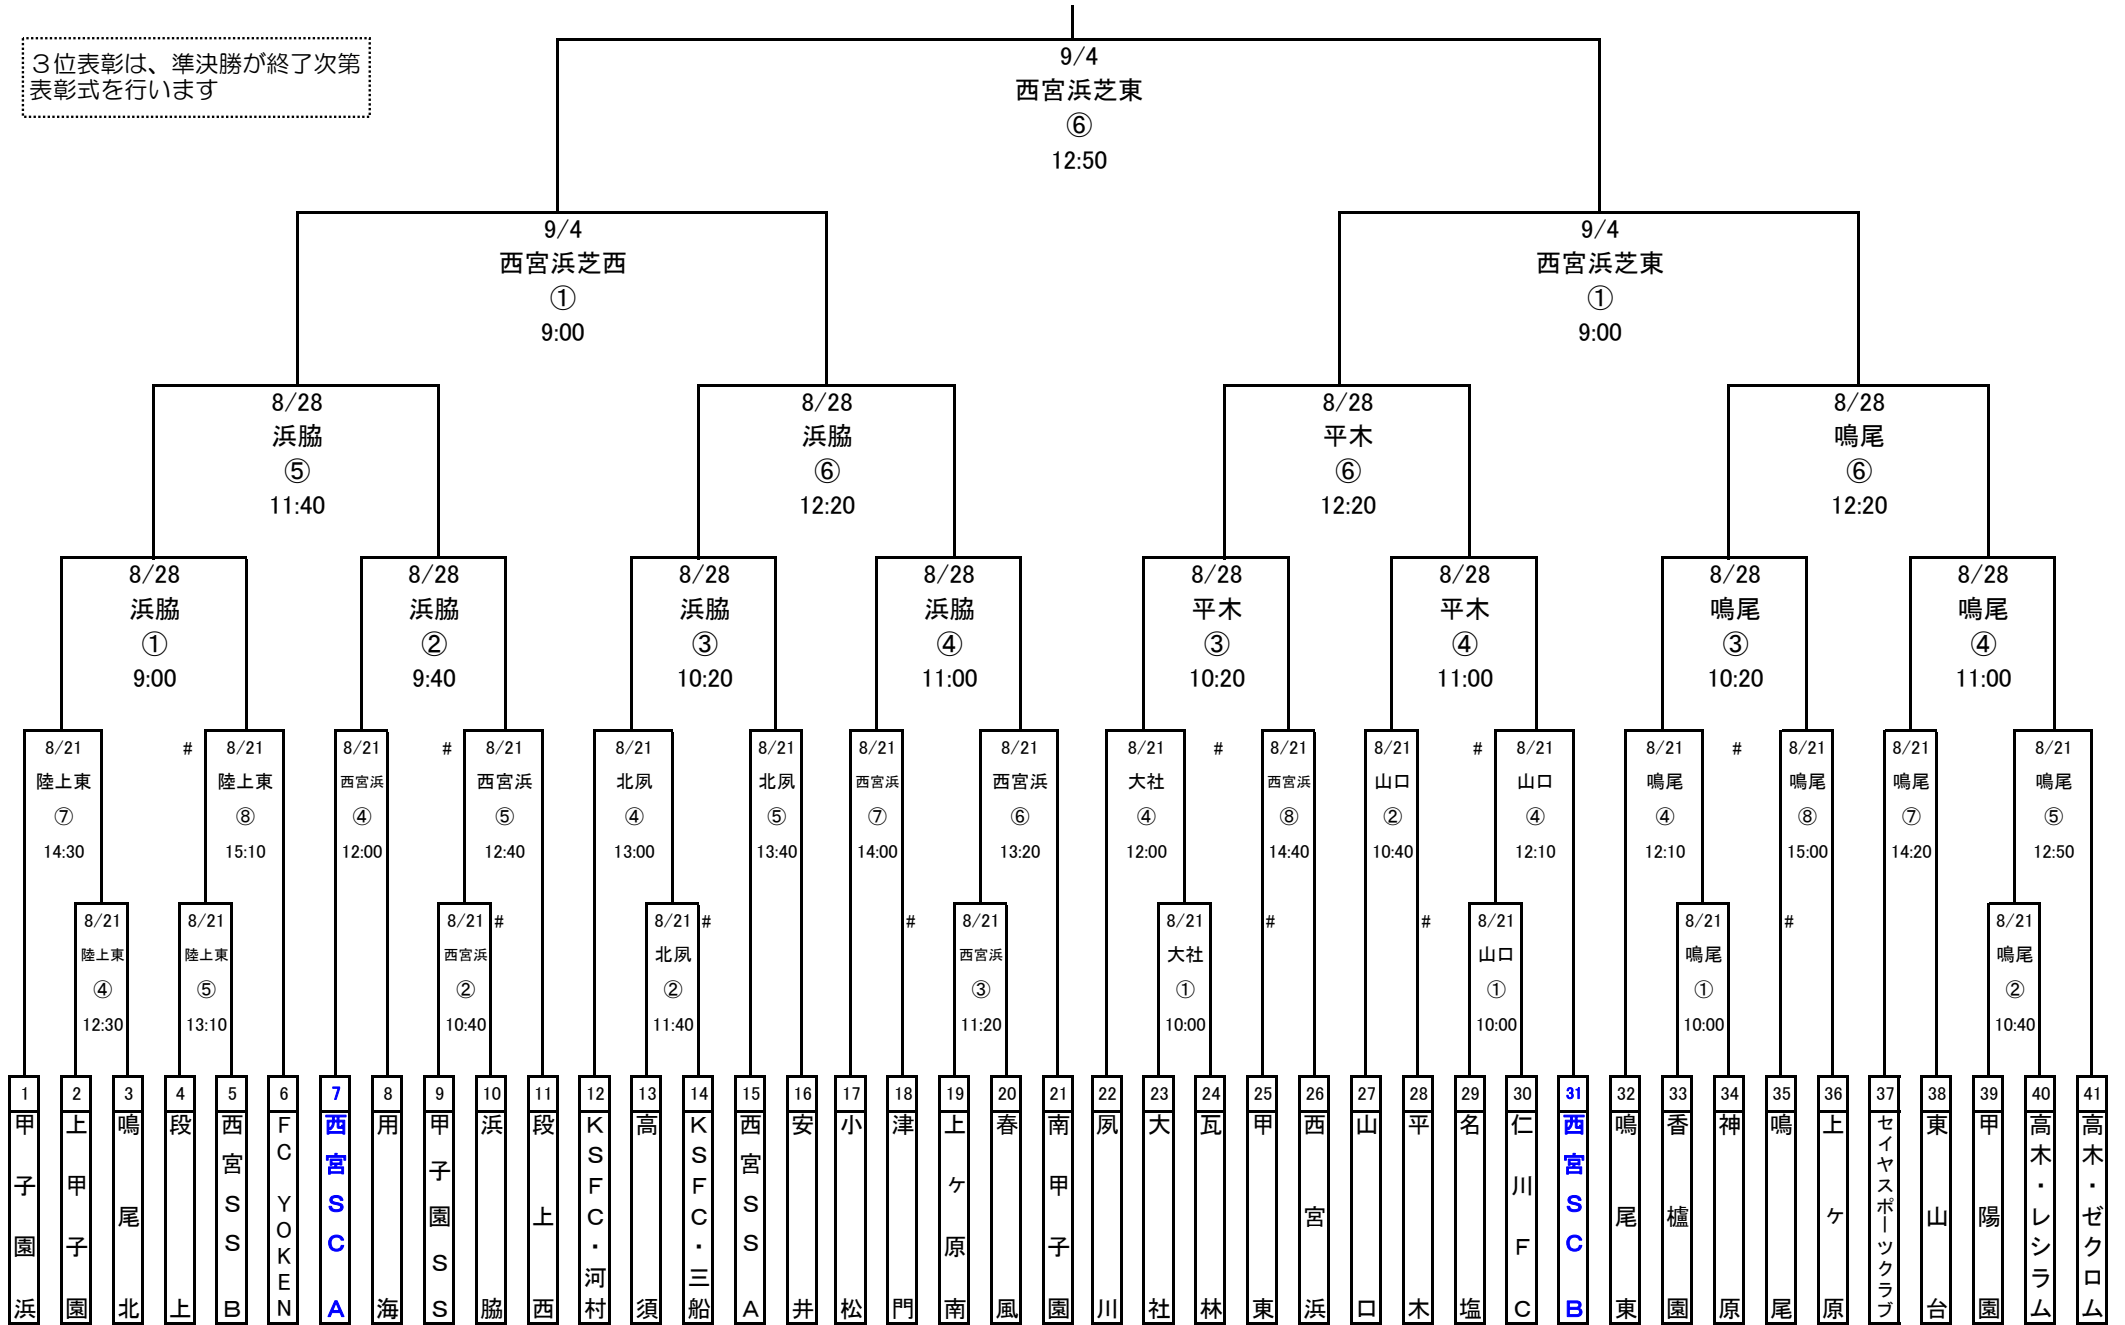 ３位表彰は、準決勝が終了次第
表彰式を行います
9/4
西宮浜芝東
⑥
12:50
9/4
西宮浜芝西
①
9:00
9/4
西宮浜芝東
①
9:00
8/28
浜脇
⑤
11:40
8/28
浜脇
⑥
12:20
8/28
平木
⑥
12:20
8/28
鳴尾
⑥
12:20
8/28
浜脇
①
9:00
8/28
浜脇
②
9:40
8/28
浜脇
③
10:20
8/28
浜脇
④
11:00
8/28
平木
③
10:20
8/28
平木
④
11:00
8/28
鳴尾
③
10:20
8/28
鳴尾
④
11:00
8/21
陸上東
⑦
14:30
#
8/21
陸上東
⑧
15:10
8/21
西宮浜
④
12:00
#
8/21
西宮浜
⑤
12:40
8/21
北夙
④
13:00
8/21
北夙
⑤
13:40
8/21
西宮浜
⑦
14:00
8/21
西宮浜
⑥
13:20
8/21
大社
④
12:00
#
8/21
西宮浜
⑧
14:40
8/21
山口
②
10:40
#
8/21
山口
④
12:10
8/21
鳴尾
④
12:10
#
8/21
鳴尾
⑧
15:00
8/21
鳴尾
⑦
14:20
8/21
鳴尾
⑤
12:50
8/21
陸上東
④
12:30
8/21
陸上東
⑤
13:10
8/21
西宮浜
②
10:40
#
8/21
北夙
②
11:40
#
#
8/21
西宮浜
③
11:20
8/21
大社
①
10:00
#
#
8/21
山口
①
10:00
8/21
鳴尾
①
10:00
#
8/21
鳴尾
②
10:40
1
甲子園浜
2
上甲子園
3
鳴尾北
4
段上
5
西宮ＳＳＢ
6
ＦＣ ＹＯＫＥＮ
7
西宮ＳＣ Ａ
8
用海
9
甲子園ＳＳ
10
浜脇
11
段上西
12
ＫＳＦＣ・河村
13
高須
14
ＫＳＦＣ・三船
15
西宮ＳＳＡ
16
安井
17
小松
18
津門
19
上ヶ原南
20
春風
21
南甲子園
22
夙川
23
大社
24
瓦林
25
甲東
26
西宮浜
27
山口
28
平木
29
名塩
30
仁川ＦＣ
31
西宮ＳＣ Ｂ
32
鳴尾東
33
香櫨園
34
神原
35
鳴尾
36
上ヶ原
37
セイヤスポーツクラブ
38
東山台
39
甲陽園
40
高木・レシラム
41
高木・ゼクロム